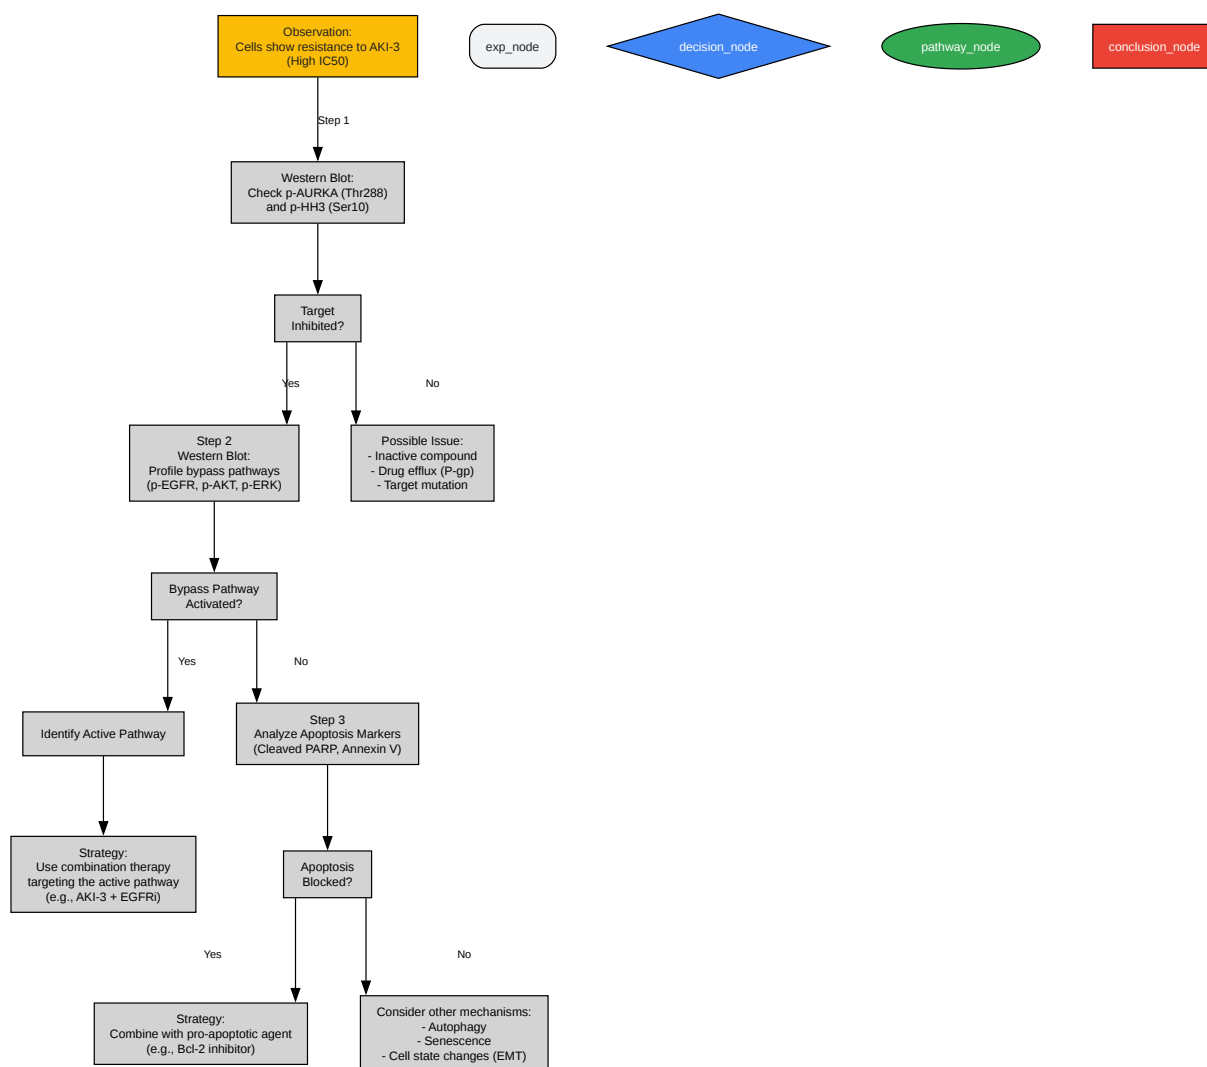 Observation:
Cells show resistance to AKI-3
(High IC50)
exp_node
decision_node
pathway_node
conclusion_node
Step 1
Western Blot:
Check p-AURKA (Thr288)
and p-HH3 (Ser10)
Target
Inhibited?
Yes
No
Step 2
Western Blot:
Profile bypass pathways
(p-EGFR, p-AKT, p-ERK)
Possible Issue:
- Inactive compound
- Drug efflux (P-gp)
- Target mutation
Bypass Pathway
Activated?
Yes
No
Identify Active Pathway
Step 3
Analyze Apoptosis Markers
(Cleaved PARP, Annexin V)
Strategy:
Use combination therapy
targeting the active pathway
(e.g., AKI-3 + EGFRi)
Apoptosis
Blocked?
Yes
No
Strategy:
Combine with pro-apoptotic agent
(e.g., Bcl-2 inhibitor)
Consider other mechanisms:
- Autophagy
- Senescence
- Cell state changes (EMT)